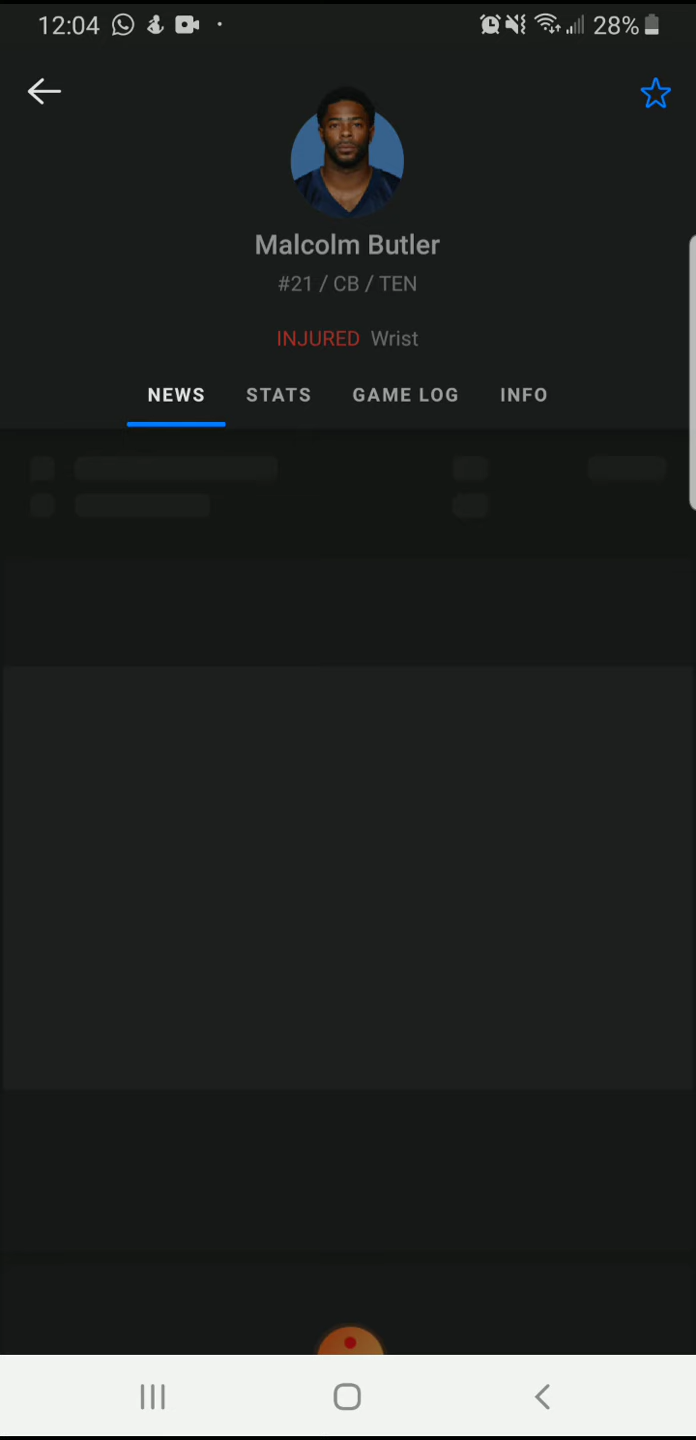 12:04
28%
Malcolm Butler
#21 / CB / TEN
INJURED Wrist
NEWS STATS GAME LOG INFO